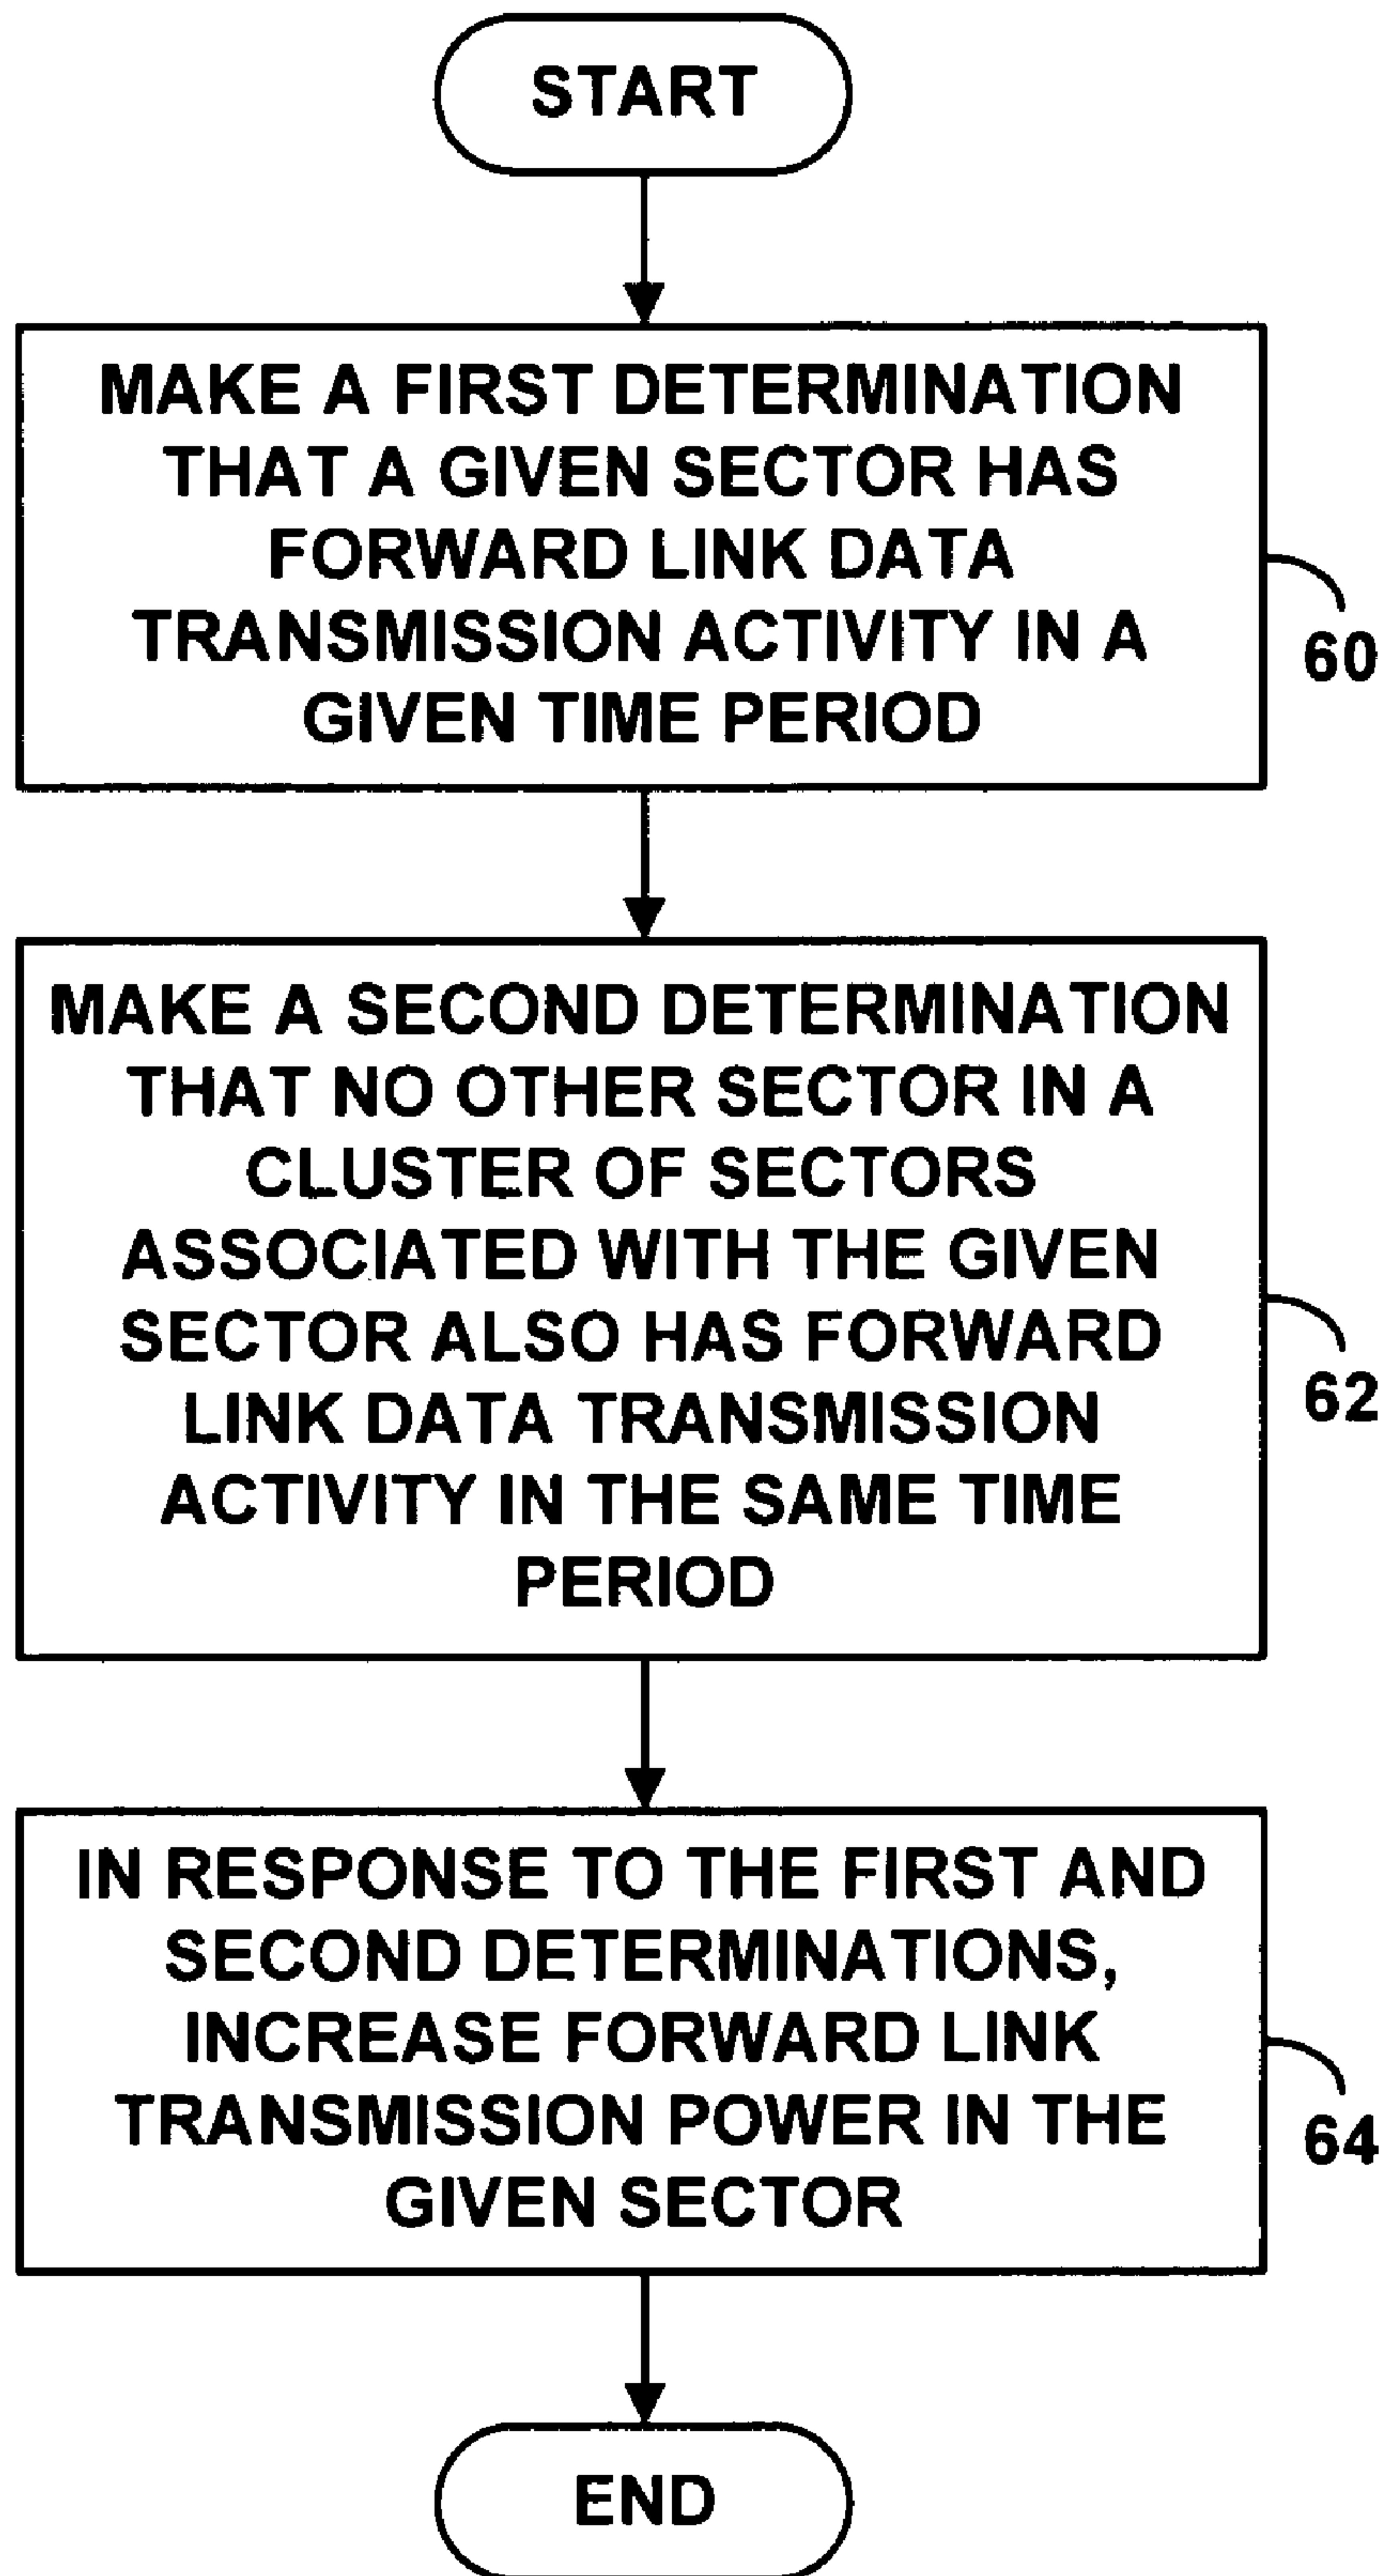 START
MAKE A FIRST DETERMINATION
THAT A GIVEN SECTOR HAS
FORWARD LINK DATA
TRANSMISSION ACTIVITY IN A
GIVEN TIME PERIOD
60
MAKE A SECOND DETERMINATION
THAT NO OTHER SECTOR IN A
CLUSTER OF SECTORS
ASSOCIATED WITH THE GIVEN
SECTOR ALSO HAS FORWARD
LINK DATA TRANSMISSION
ACTIVITY IN THE SAME TIME
PERIOD
62
IN RESPONSE TO THE FIRST AND
SECOND DETERMINATIONS,
INCREASE FORWARD LINK
TRANSMISSION POWER IN THE
GIVEN SECTOR
64
END